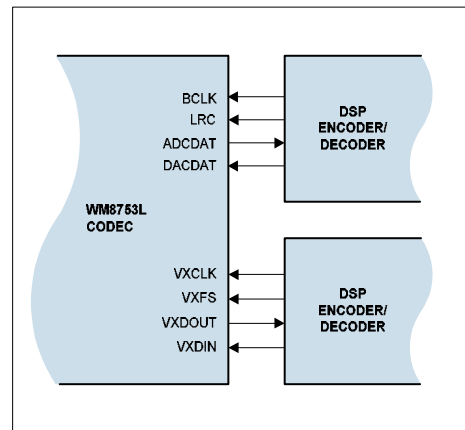 BCLK
LRC
ADCDAT
DACDAT
DSP
ENCODER/
DECODER
WM8753L
CODEC
VXCLK
VXFS
VXDOUT
VXDIN
DSP
ENCODER/
DECODER